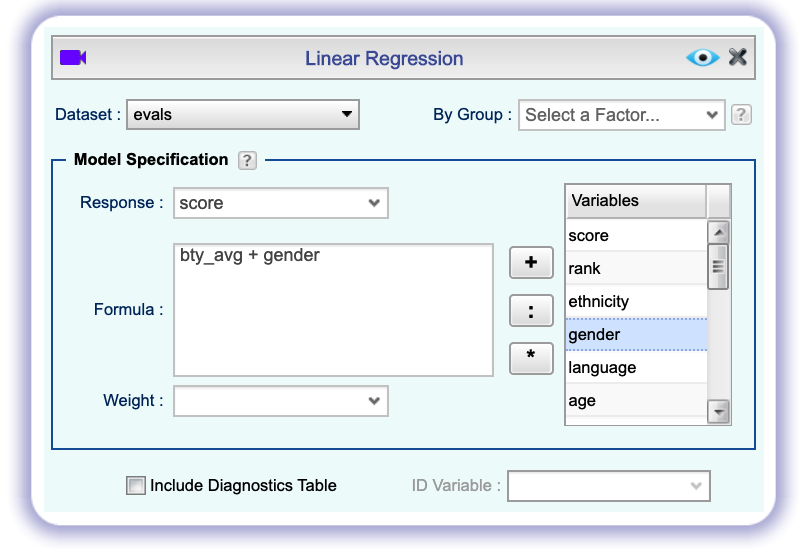 Linear Regression
Dataset : evals By Group : Select a Factor... ?
Model Specification ?
Response : score
Formula : bty_avg + gender
+
:
*
Weight :
Variables
score
rank
ethnicity
gender
language
age
Include Diagnostics Table ID Variable :